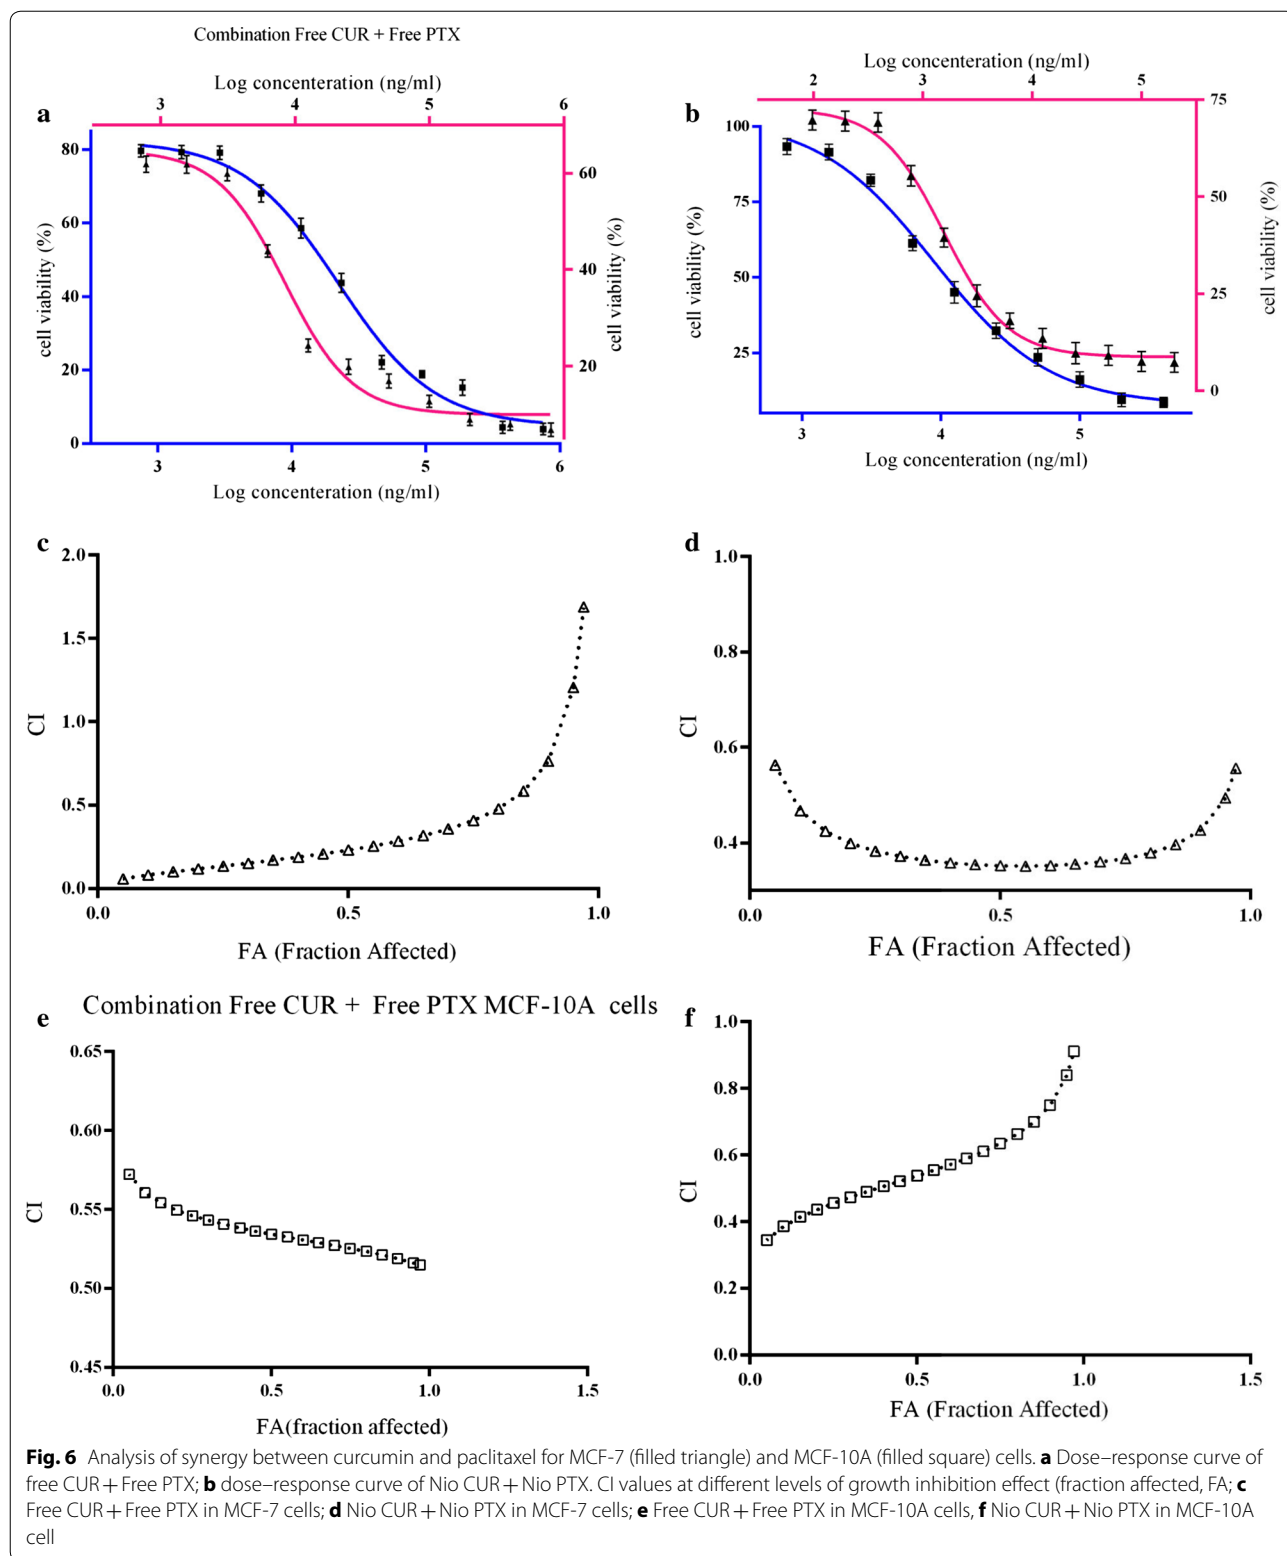 Combination Free CUR + Free PTX
a
Log concenteration (ng/ml)
3 4 5 6
80
60
40
20
0
cell viability (%)
60
40
20
cell viability (%)
3 4 5 6
Log concenteration (ng/ml)
b
Log concenteration (ng/ml)
2 3 4 5
100
75
50
25
cell viability (%)
75
50
25
0
cell viability (%)
3 4 5
Log concenteration (ng/ml)
c
2.0
1.5
1.0
0.5
0.0
CI
0.0 0.5 1.0
FA (Fraction Affected)
d
1.0
0.8
0.6
0.4
CI
0.0 0.5 1.0
FA (Fraction Affected)
Combination Free CUR + Free PTX MCF-10A cells
e
0.65
0.60
0.55
0.50
0.45
CI
0.0 0.5 1.0 1.5
FA(fraction affected)
f
1.0
0.8
0.6
0.4
0.2
0.0
CI
0.0 0.5 1.0 1.5
FA (Fraction Affected)
Fig. 6 Analysis of synergy between curcumin and paclitaxel for MCF-7 (filled triangle) and MCF-10A (filled square) cells. a Dose–response curve of
free CUR + Free PTX; b dose–response curve of Nio CUR + Nio PTX. CI values at different levels of growth inhibition effect (fraction affected, FA; c
Free CUR + Free PTX in MCF-7 cells; d Nio CUR + Nio PTX in MCF-7 cells; e Free CUR + Free PTX in MCF-10A cells, f Nio CUR + Nio PTX in MCF-10A
cell